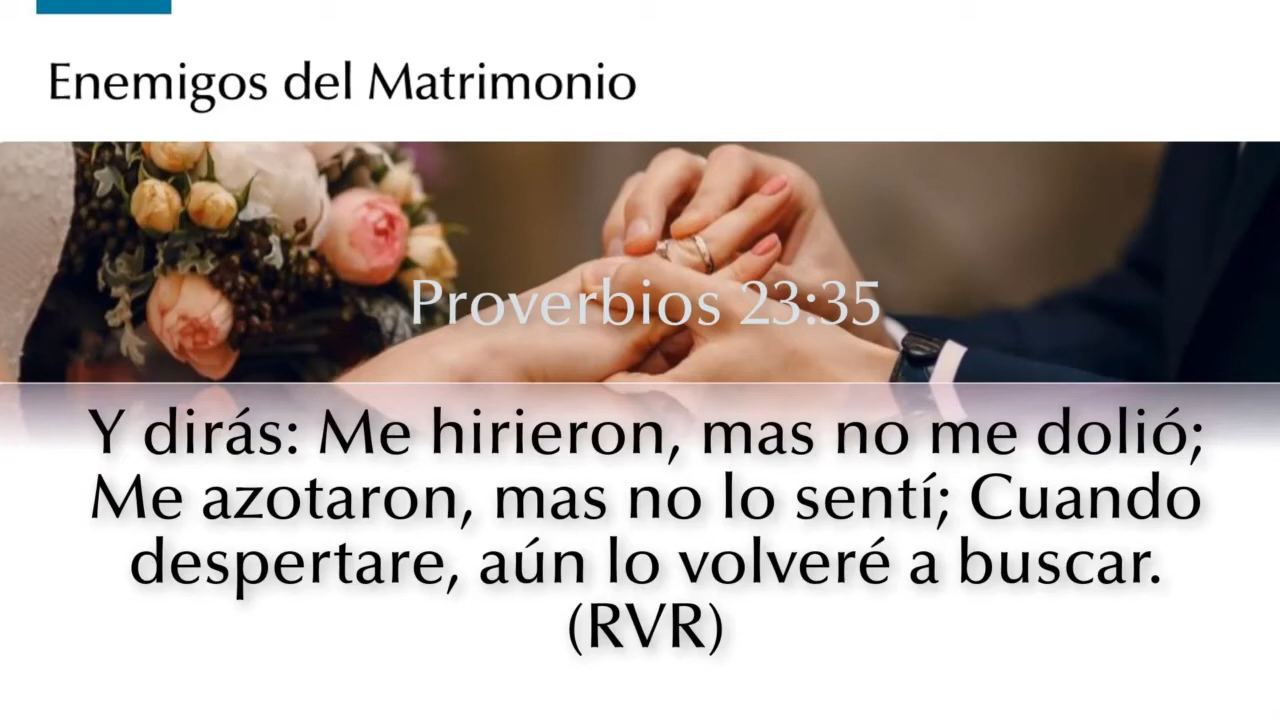 Enemigos del Matrimonio
Proverbios 23:35
Y dirás: Me hirieron, mas no me dolió;
Me azotaron, mas no lo sentí; Cuando
despertare, aún lo volveré a buscar.
(RVR)